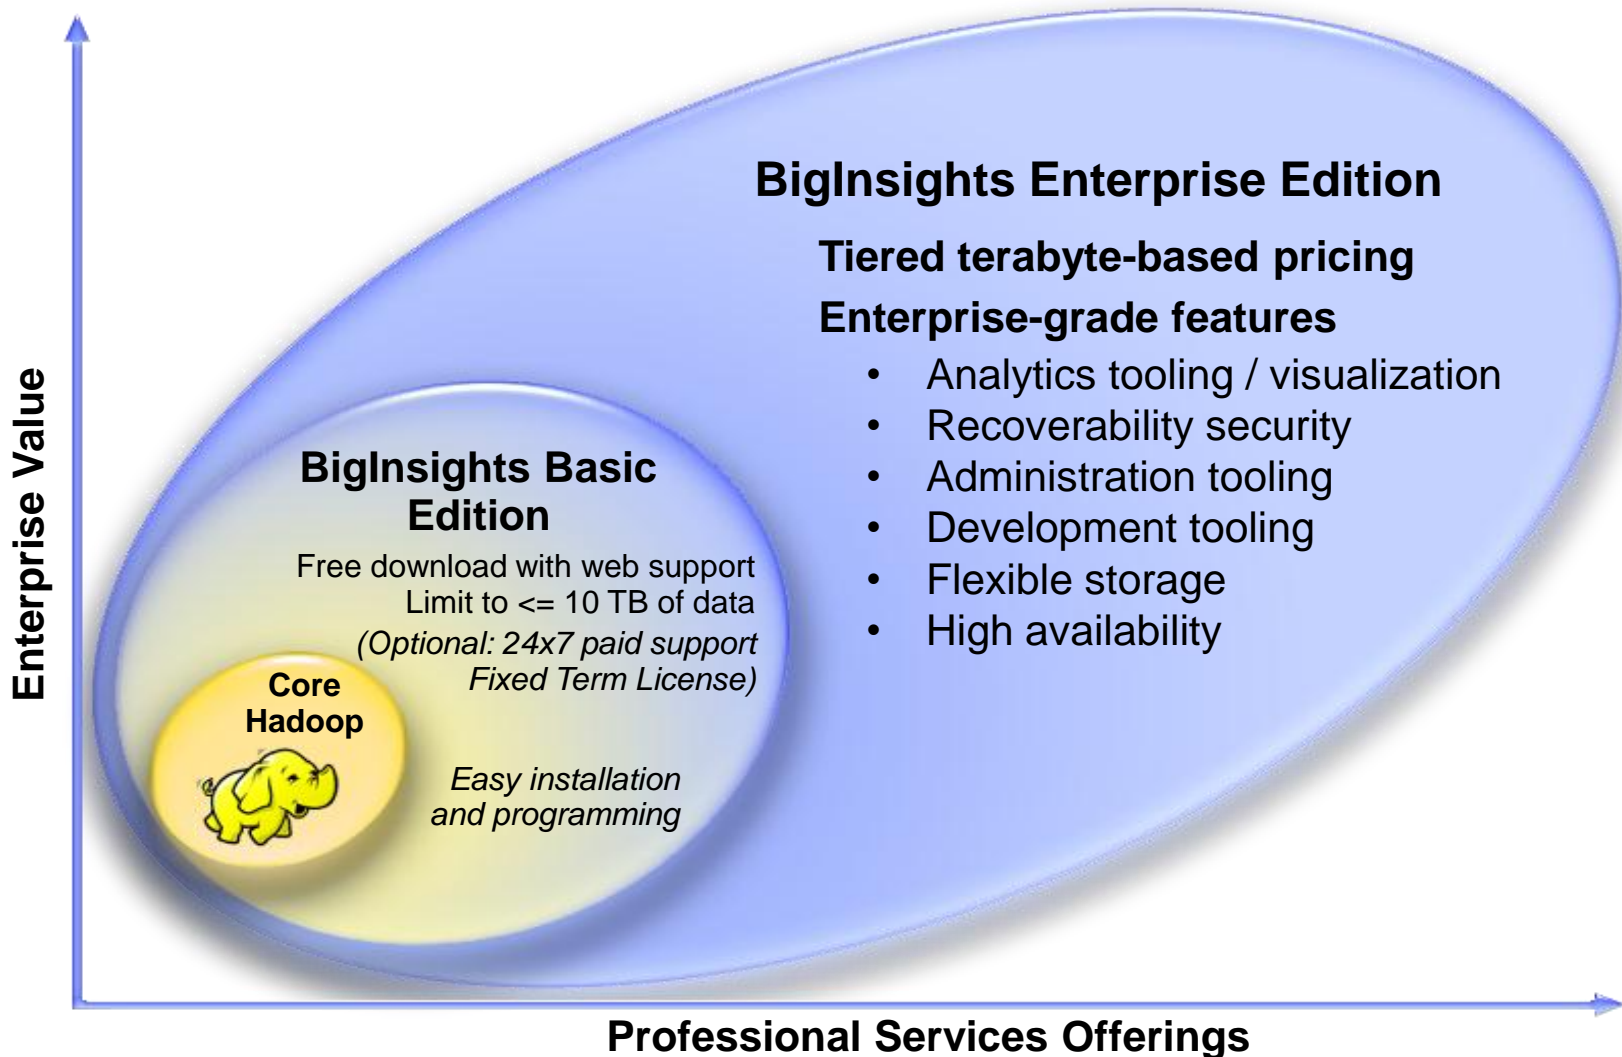 BigInsights Enterprise Edition
Tiered terabyte-based pricing
Enterprise-grade features
• Analytics tooling / visualization
• Recoverability security
• Administration tooling
• Development tooling
• Flexible storage
• High availability
BigInsights Basic
Edition
Free download with web support
Limit to <= 10 TB of data
(Optional: 24x7 paid support
Fixed Term License)
Core
Hadoop
Easy installation
and programming
Enterprise Value
Professional Services Offerings